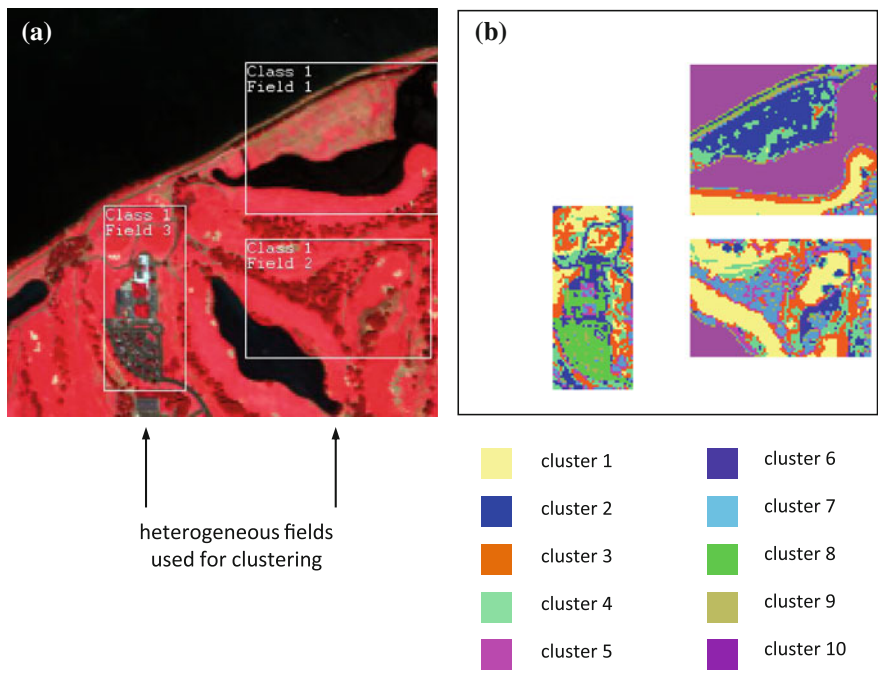 (a)
Class 1
Field 1
Class 1
Field 3
Class 1
Field 2
(b)
heterogeneous fields
used for clustering
cluster 1
cluster 2
cluster 3
cluster 4
cluster 5
cluster 6
cluster 7
cluster 8
cluster 9
cluster 10